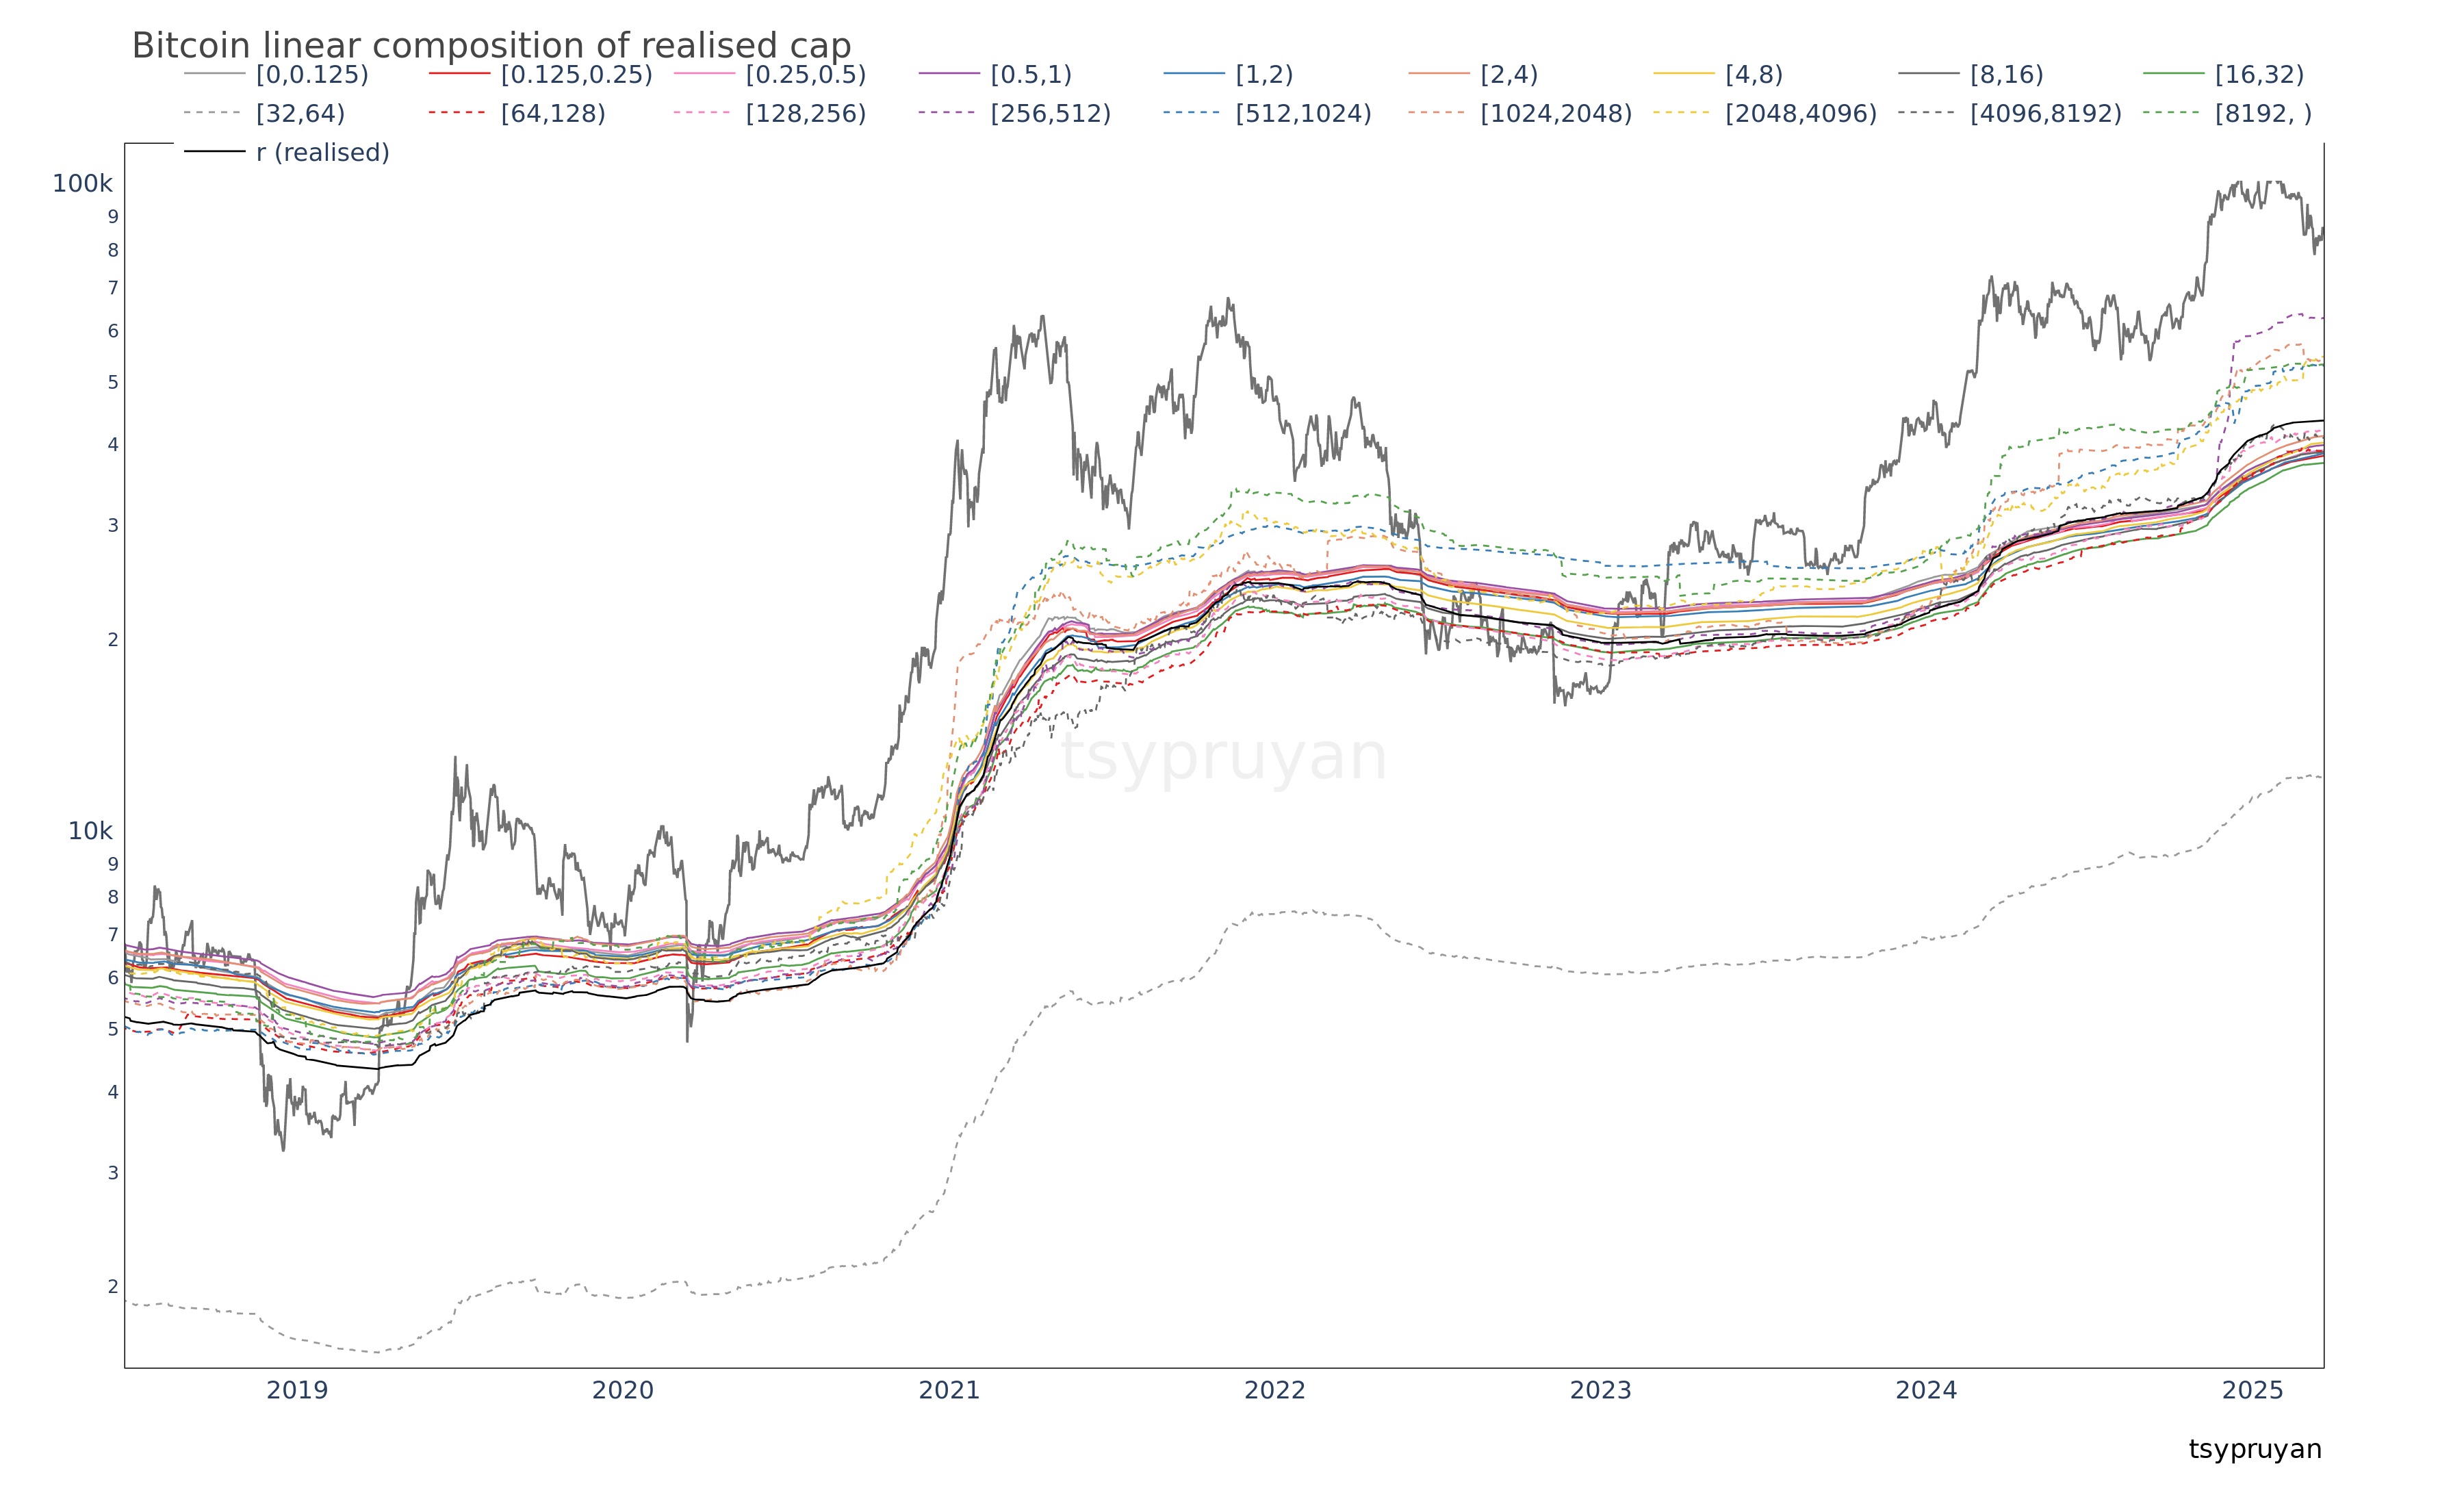 Bitcoin linear composition of realised cap
[0,0.125) [0.125,0.25) [0.25,0.5) [0.5,1) [1,2) [2,4) [4,8) [8,16) [16,32)
[32,64) [64,128) [128,256) [256,512) [512,1024) [1024,2048) [2048,4096) [4096,8192) [8192, )
r (realised)
100k
9
8
7
6
5
4
3
2
tsypruyan
10k
9
8
7
6
5
4
3
2
2019 2020 2021 2022 2023 2024 2025
tsypruyan